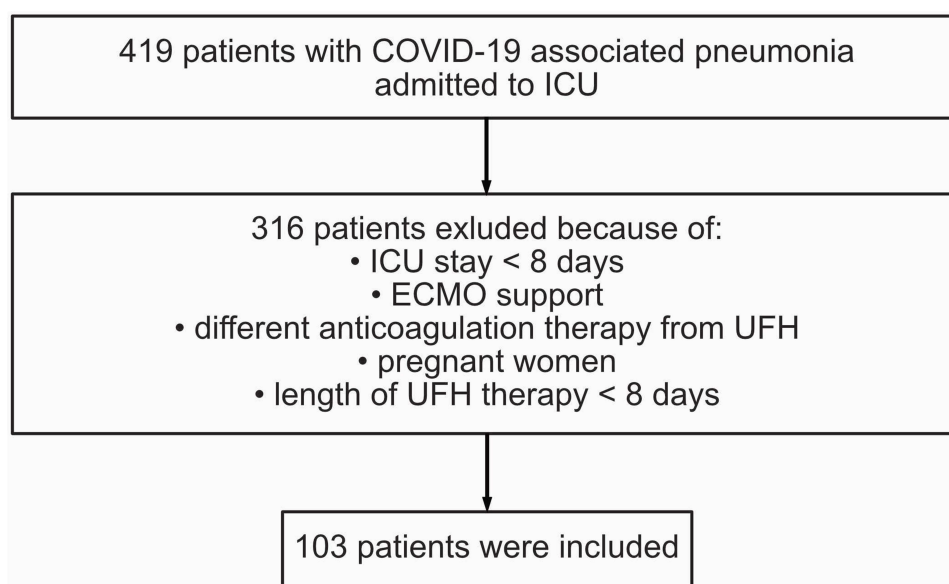 419 patients with COVID-19 associated pneumonia
admitted to ICU
316 patients exluded because of:
• ICU stay < 8 days
• ECMO support
• different anticoagulation therapy from UFH
• pregnant women
• length of UFH therapy < 8 days
103 patients were included